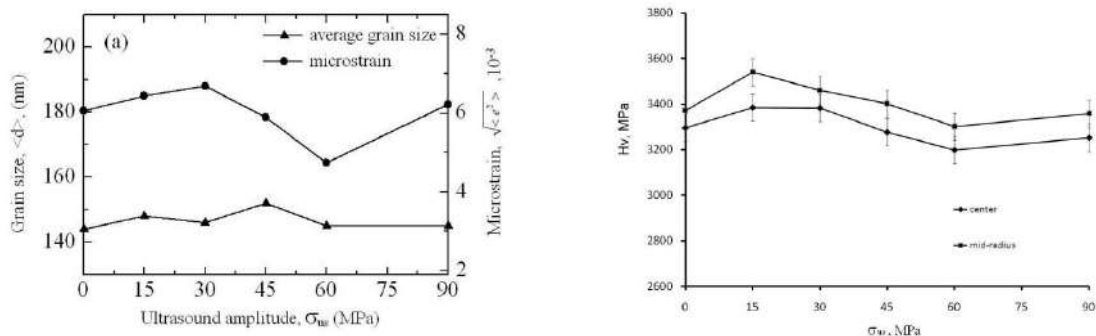 (a)
average grain size
microstrain
Grain size, <d>, (nm)
200
180
160
140
Microstrain, √< ε² > ,10⁻³
8
6
4
2
0 15 30 45 60 75 90
Ultrasound amplitude, σus (MPa)
Hv, MPa
3800
3600
3400
3200
3000
2800
2600
center
mid-radius
0 15 30 45 60 75 90
σus, MPa